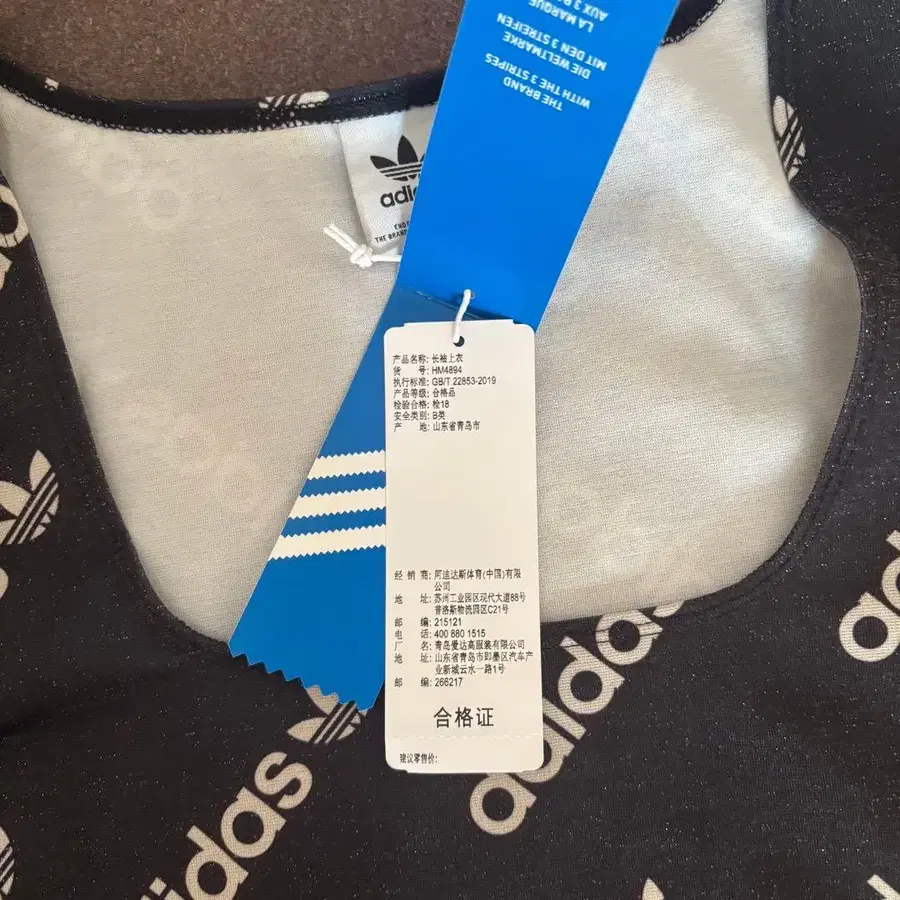 LA MARQUE
AUX 3
DIE WELTMARKE
MIT DEN 3 STREIFEN
THE BRAND
WITH THE 3 STRIPES
adidas
THE BRAN
产品名称: 长袖上衣
货 号: HM4894
执行标准: GB/T 22853-2019
产品等级: 合格品
检验合格: 检18
安全类别: B类
产 地: 山东省青岛市
经 销 商: 阿迪达斯体育(中国)有限
公司
地 址: 苏州工业园区现代大道88号
普洛斯物流园区C21号
邮 编: 215121
电 话: 400 880 1515
厂 名: 青岛爱达高服装有限公司
地 址: 山东省青岛市即墨区汽车产
业新城云水一路1号
邮 编: 266217
合格证
建议零售价:
adidas
adidas
ad